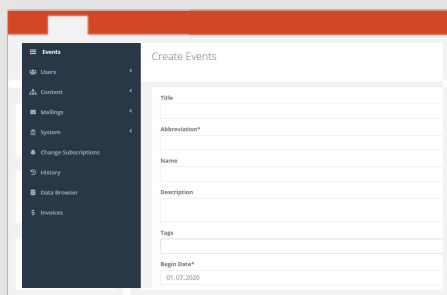 Events
Users
Content
Mailings
System
Change Subscriptions
History
Data Browser
Invoices
Create Events
Title
Abbreviation*
Name
Description
Tags
Begin Date*
01.07.2020